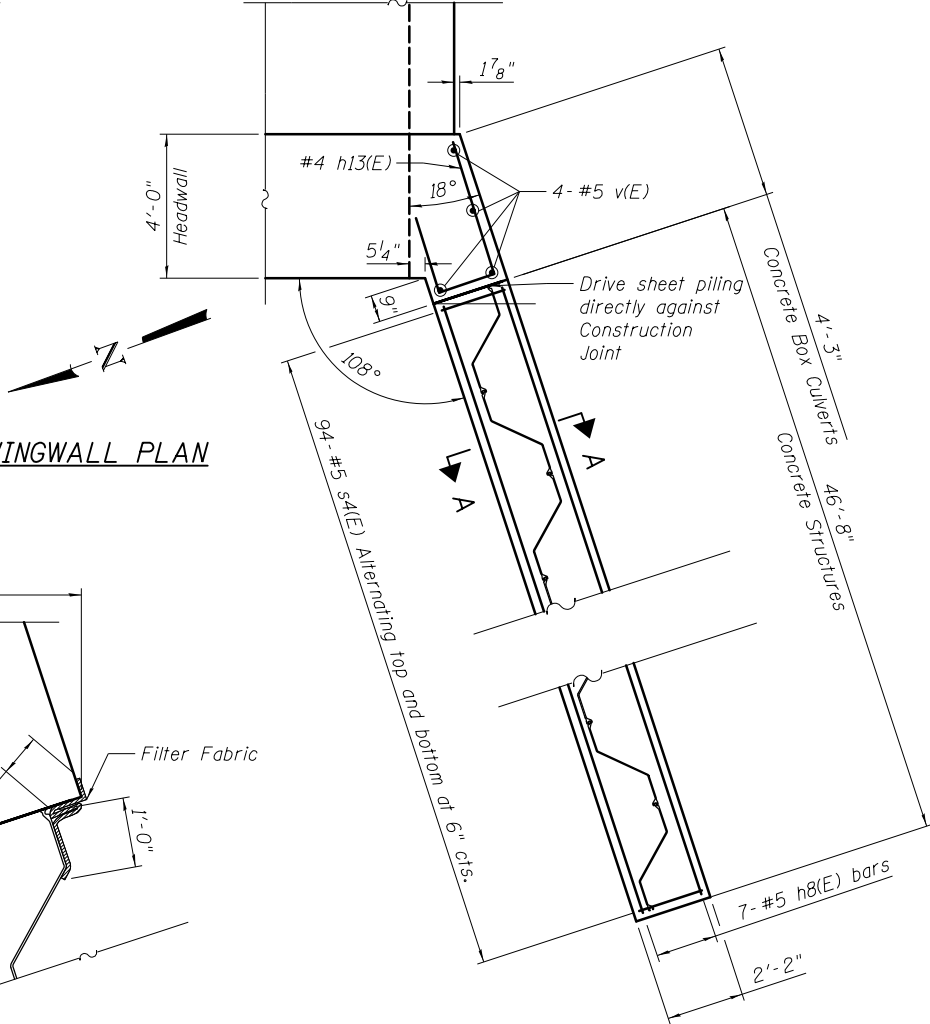 1⅞"
#4 h13(E)
18°
4-#5 v(E)
4'-0"
Headwall
5¼"
9"
Drive sheet piling
directly against
Construction
Joint
4'-3"
Concrete Box Culverts
N
108°
46'-8"
Concrete Structures
INGWALL PLAN
A
A
94-#5 s4(E) Alternating top and bottom at 6" cts.
Filter Fabric
1'-0"
7-#5 h8(E) bars
2'-2"